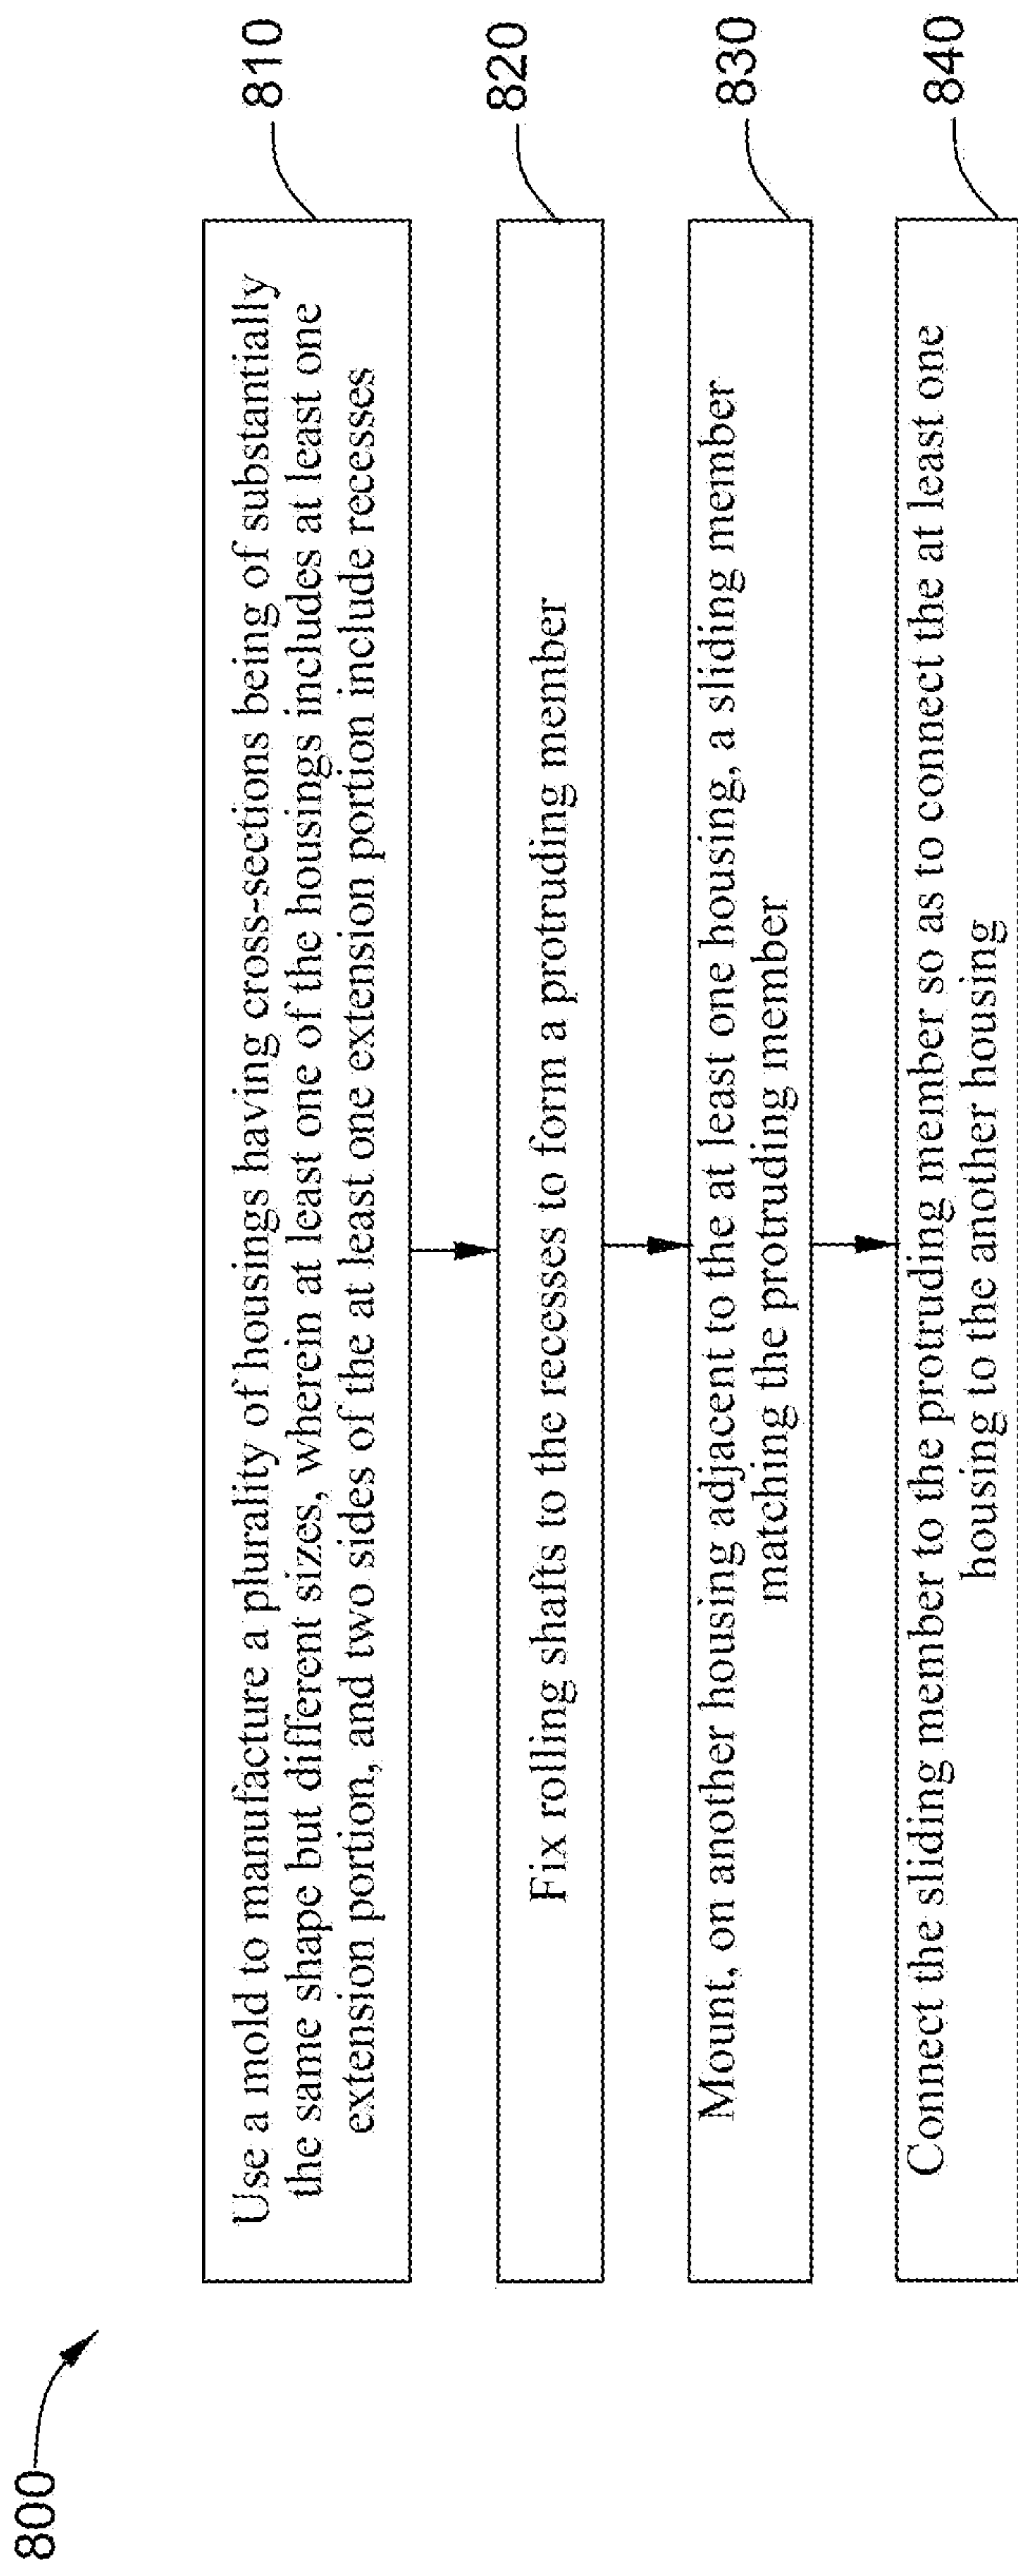 800
Use a mold to manufacture a plurality of housings having cross-sections being of substantially
the same shape but different sizes, wherein at least one of the housings includes at least one
extension portion, and two sides of the at least one extension portion include recesses
810
Fix rolling shafts to the recesses to form a protruding member
820
Mount, on another housing adjacent to the at least one housing, a sliding member
matching the protruding member
830
Connect the sliding member to the protruding member so as to connect the at least one
housing to the another housing
840